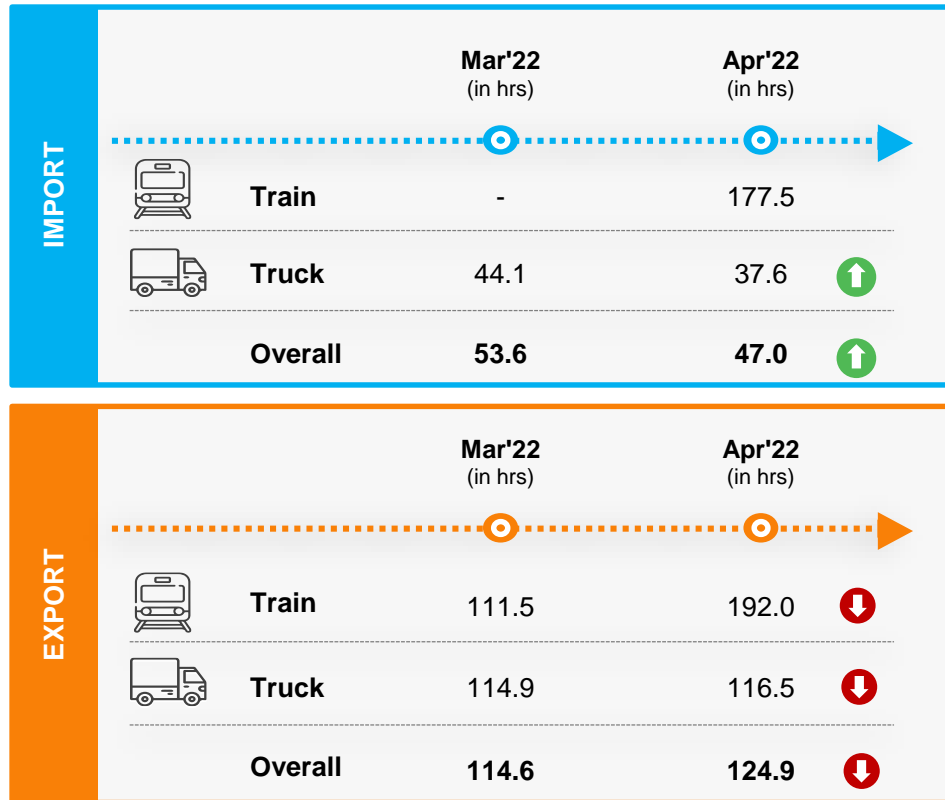 IMPORT
Mar'22 Apr'22
(in hrs) (in hrs)
Train - 177.5
Truck 44.1 37.6
Overall 53.6 47.0
EXPORT
Mar'22 Apr'22
(in hrs) (in hrs)
Train 111.5 192.0
Truck 114.9 116.5
Overall 114.6 124.9